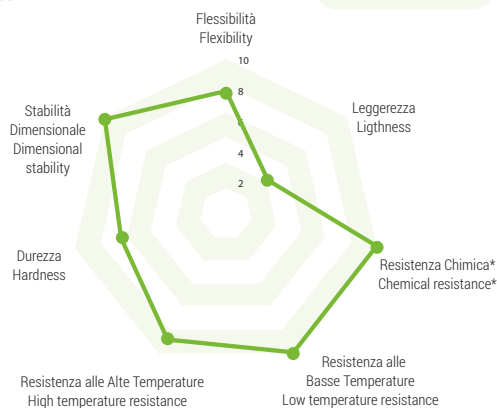 Flessibilità
Flexibility
10
8
6
4
2
Leggerezza
Ligthness
Resistenza Chimica*
Chemical resistance*
Resistenza alle
Basse Temperature
Low temperature resistance
Resistenza alle Alte Temperature
High temperature resistance
Durezza
Hardness
Stabilità
Dimensionale
Dimensional
stability